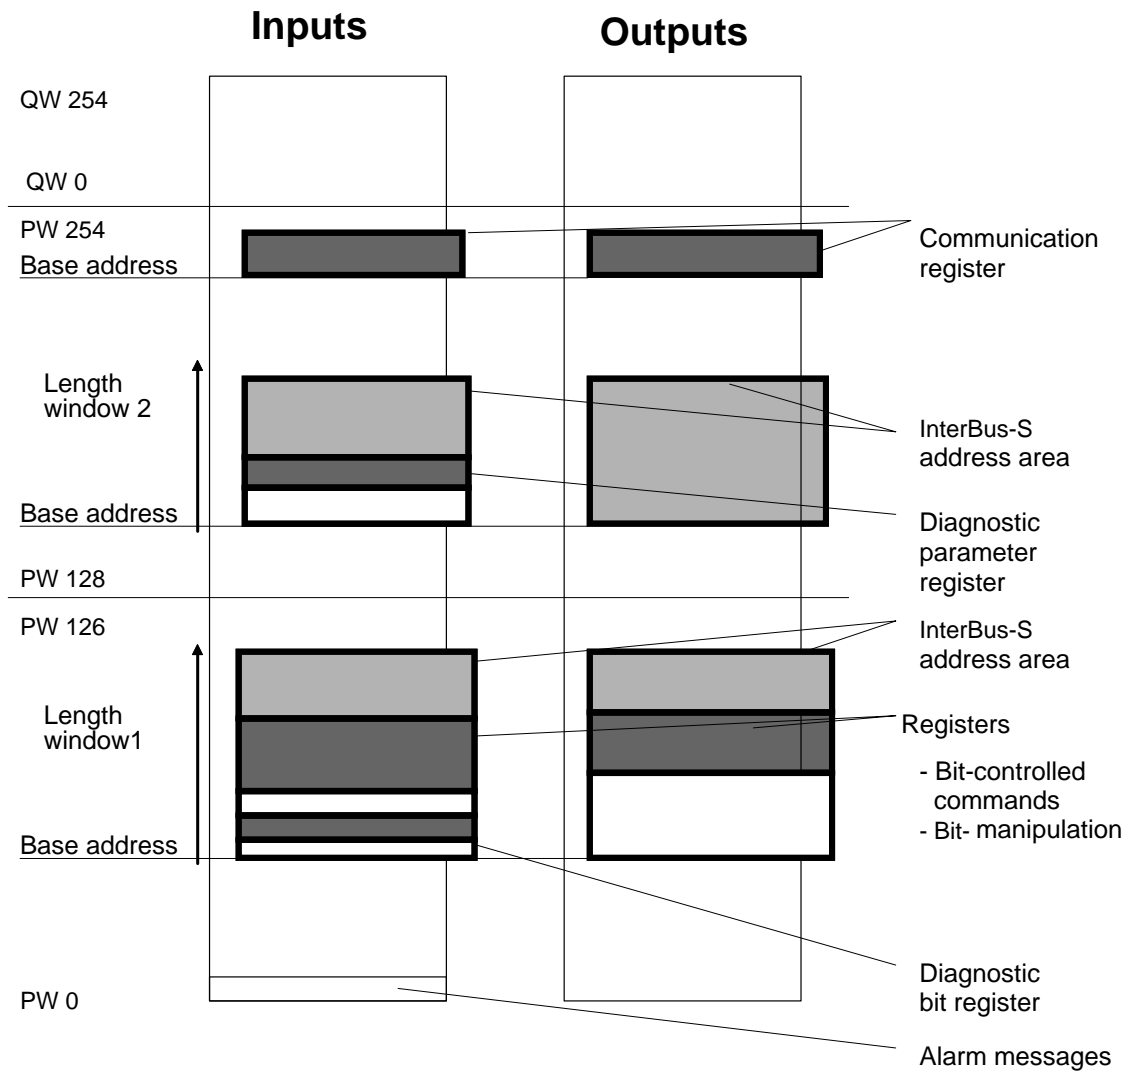 Inputs
Outputs
QW 254
QW 0
PW 254
Base address
Communication
register
Length
window 2
InterBus-S
address area
Base address
Diagnostic
parameter
register
PW 128
PW 126
InterBus-S
address area
Length
window1
Registers
- Bit-controlled
commands
- Bit- manipulation
Base address
Diagnostic
bit register
PW 0
Alarm messages